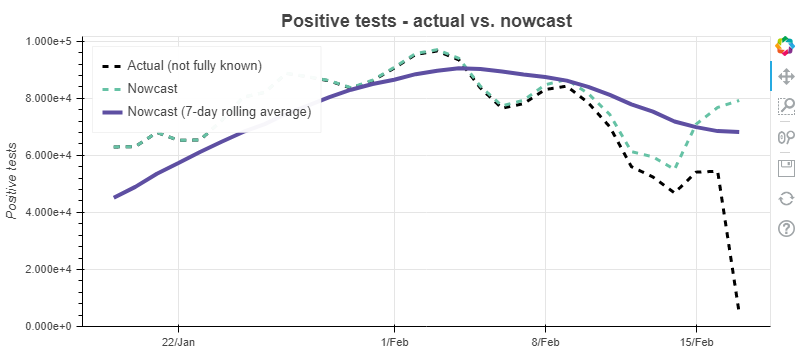 Positive tests - actual vs. nowcast
1.000e+5
8.000e+4
6.000e+4
4.000e+4
2.000e+4
0.000e+0
Positive tests
Actual (not fully known)
Nowcast
Nowcast (7-day rolling average)
22/Jan
1/Feb
8/Feb
15/Feb